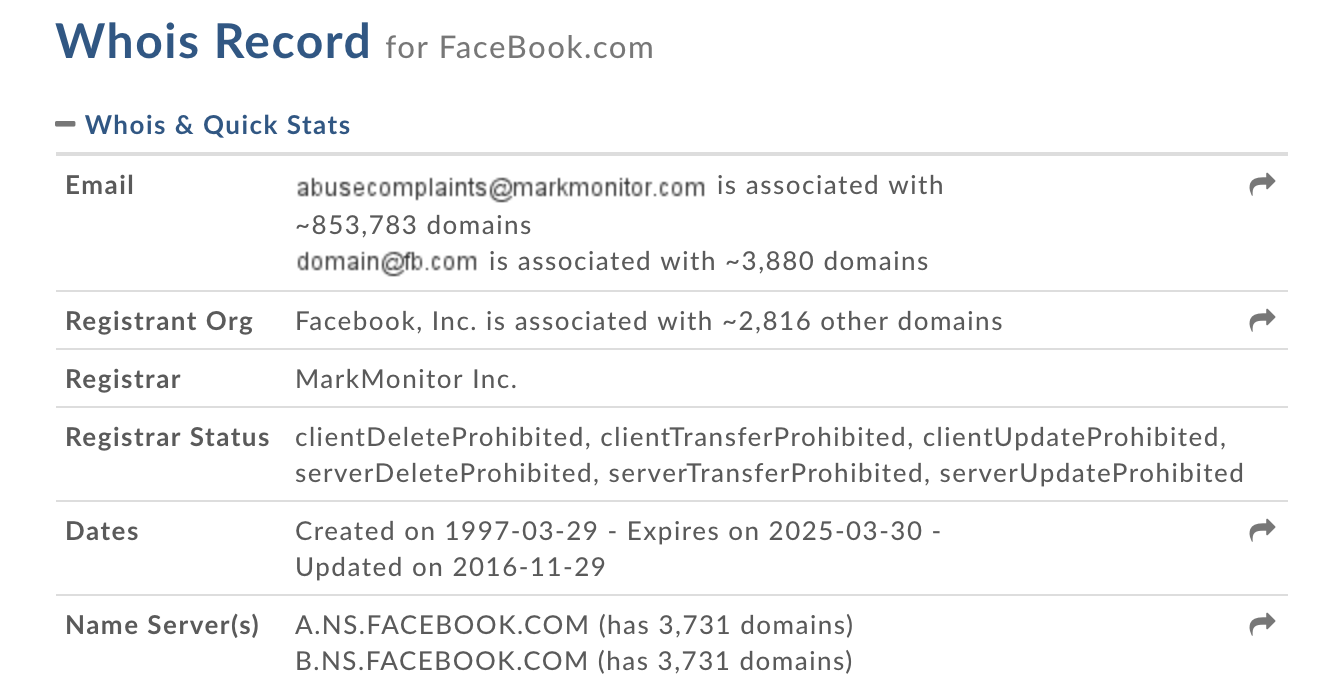 Whois Record for FaceBook.com
Whois & Quick Stats
Email abusecomplaints@markmonitor.com is associated with
~853,783 domains
domain@fb.com is associated with ~3,880 domains
Registrant Org Facebook, Inc. is associated with ~2,816 other domains
Registrar MarkMonitor Inc.
Registrar Status clientDeleteProhibited, clientTransferProhibited, clientUpdateProhibited,
serverDeleteProhibited, serverTransferProhibited, serverUpdateProhibited
Dates Created on 1997-03-29 - Expires on 2025-03-30 -
Updated on 2016-11-29
Name Server(s) A.NS.FACEBOOK.COM (has 3,731 domains)
B.NS.FACEBOOK.COM (has 3,731 domains)